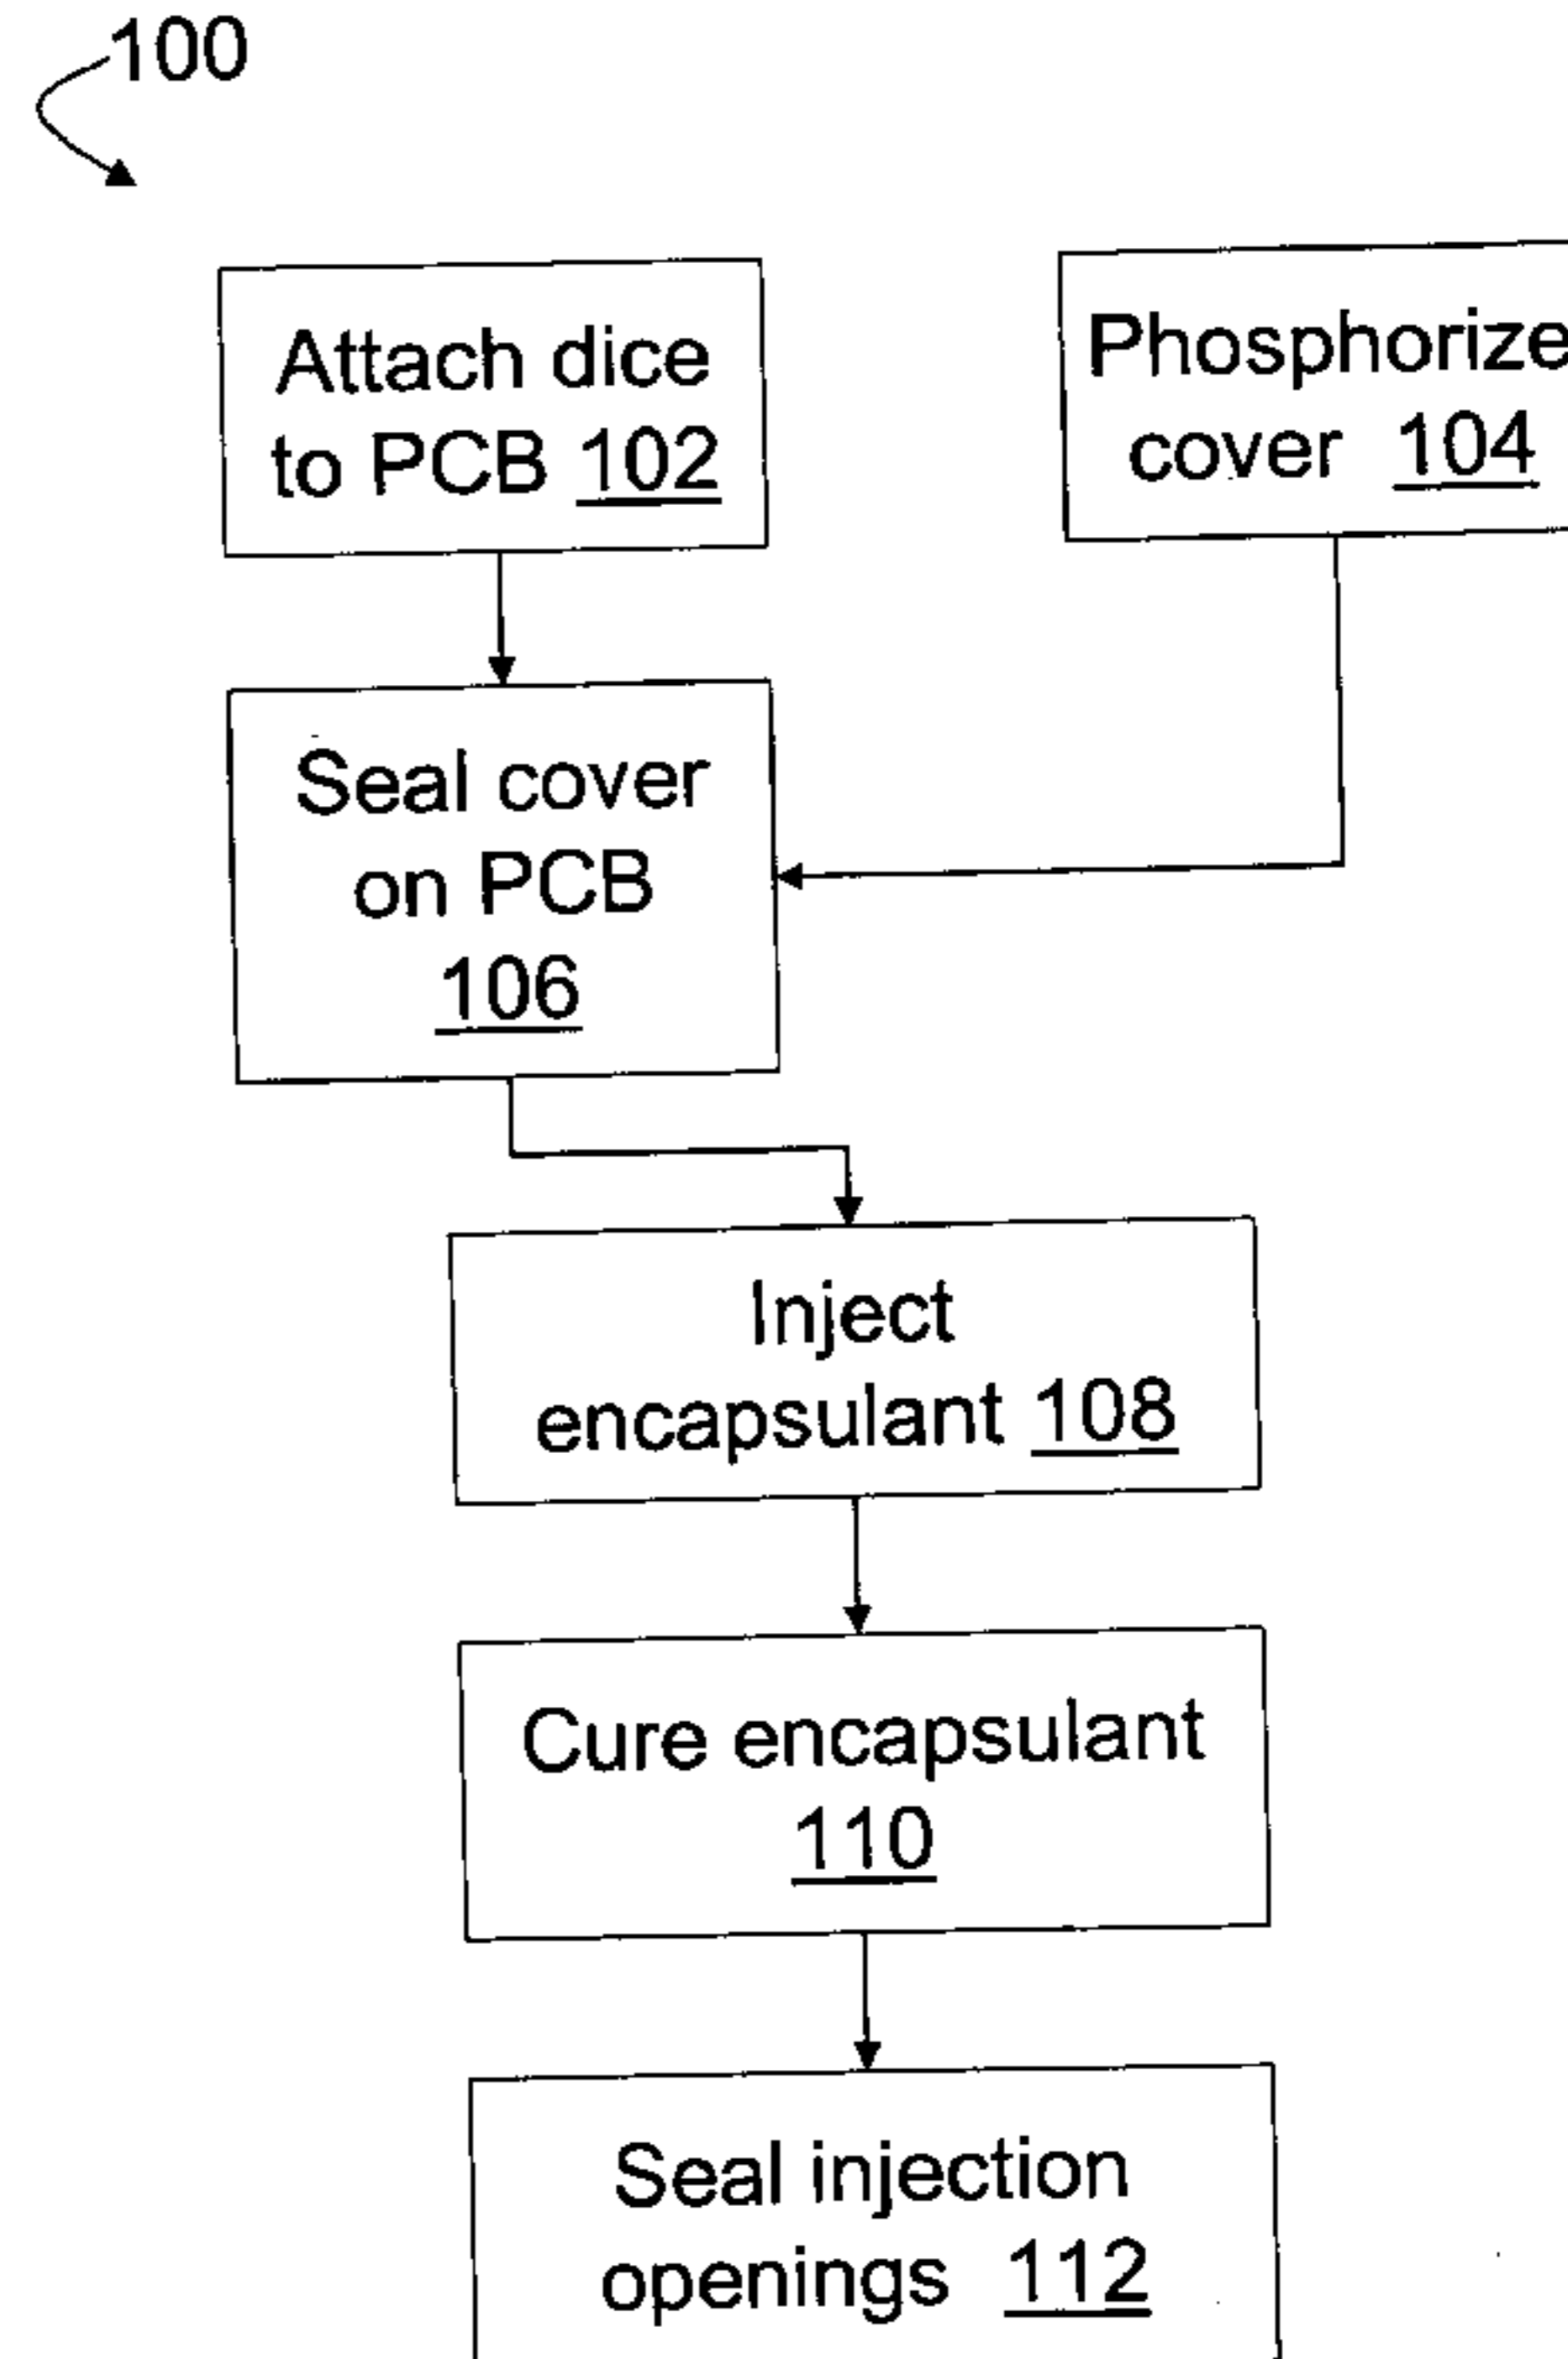 100
Attach dice
to PCB 102
Phosphorize
cover 104
Seal cover
on PCB
106
Inject
encapsulant 108
Cure encapsulant
110
Seal injection
openings 112